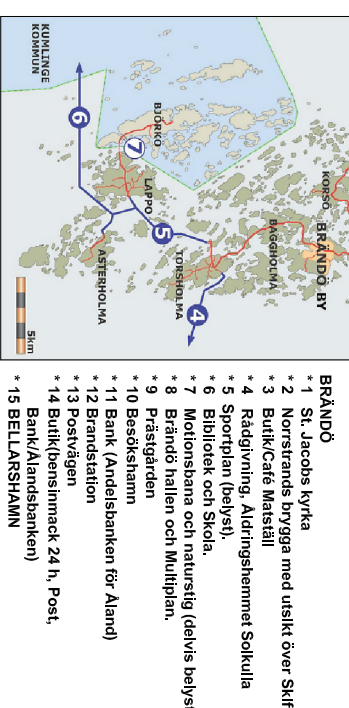 KUMLINGE
KOMMUN
BJÖRKÖ
KORSÖ
BRÄNDÖ BY
BAGGHOLMA
LAPPO
TORSHOLMA
ASTERHOLMA
7
6
5
4
5km
BRÄNDÖ
* 1 St. Jacobs kyrka
* 2 Norrstrands brygga med utsikt över Skif
* 3 Butik/Café Matställ
* 4 Rådgivning, Åldringshemmet Solkulla
* 5 Sportplan (belyst).
* 6 Bibliotek och Skola.
* 7 Motionsbana och naturstig (delvis belyst
* 8 Brändö hallen och Multiplan.
* 9 Prästgården
* 10 Besökshamn
* 11 Bank (Andelsbanken för Åland)
* 12 Brandstation
* 13 Postvägen
* 14 Butik(bensinmack 24 h, Post,
Bank/Ålandsbanken)
* 15 BELLARSHAMN